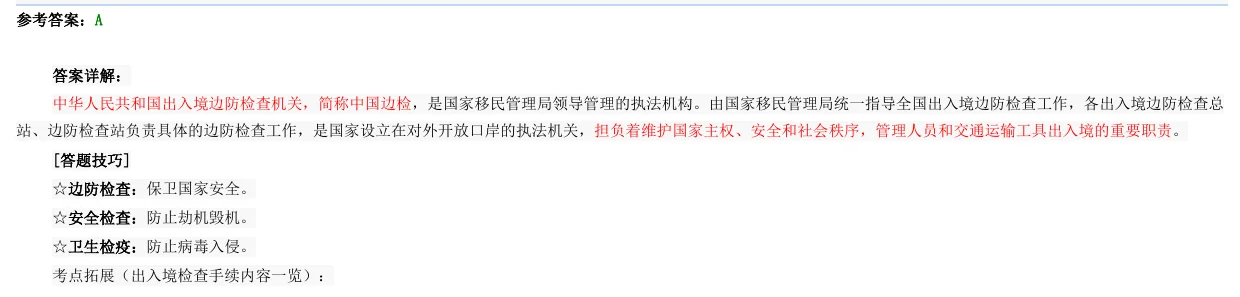 参考答案：A
答案详解：
中华人民共和国出入境边防检查机关，简称中国边检，是国家移民管理局领导管理的执法机构。由国家移民管理局统一指导全国出入境边防检查工作，各出入境边防检查总
站、边防检查站负责具体的边防检查工作，是国家设立在对外开放口岸的执法机关，担负着维护国家主权、安全和社会秩序，管理人员和交通运输工具出入境的重要职责。
[答题技巧]
☆边防检查：保卫国家安全。
☆安全检查：防止劫机毁机。
☆卫生检疫：防止病毒入侵。
考点拓展（出入境检查手续内容一览）：